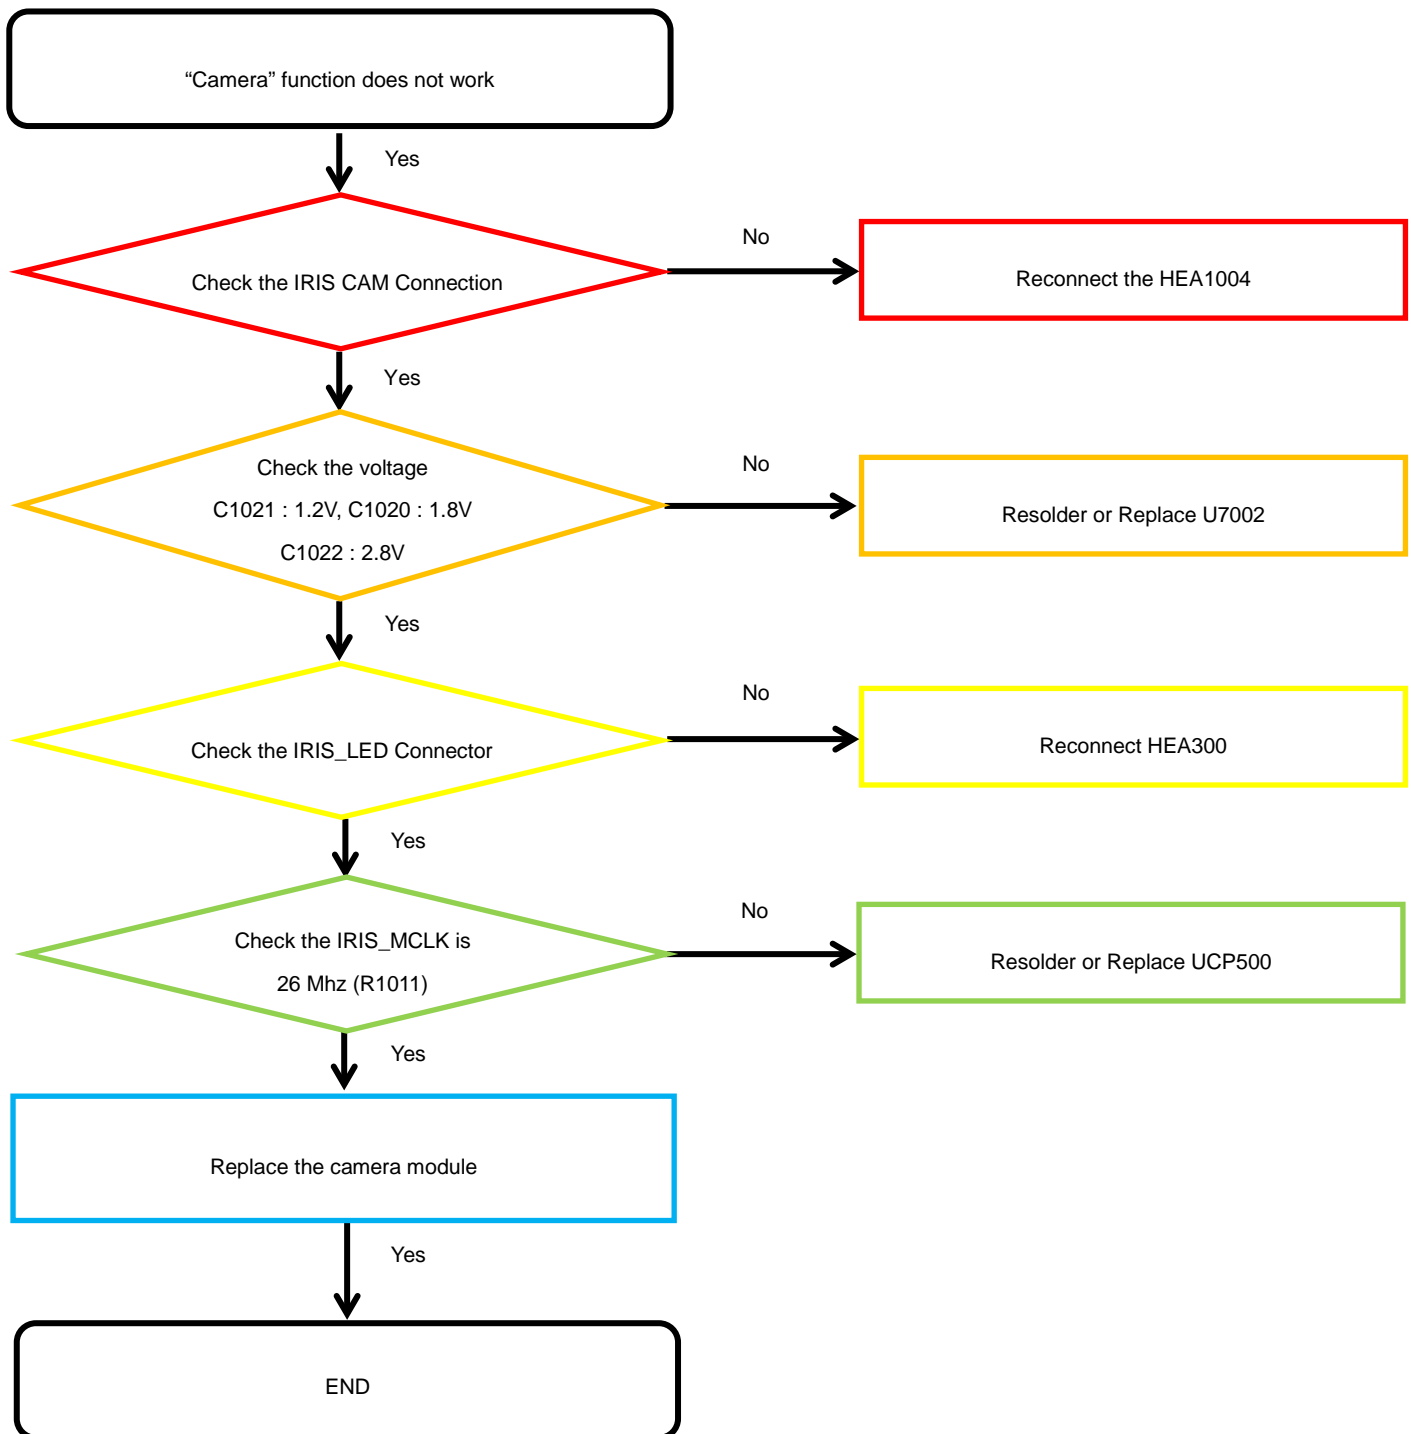 “Camera” function does not work
Yes
Check the IRIS CAM Connection
No
Reconnect the HEA1004
Yes
Check the voltage
C1021 : 1.2V, C1020 : 1.8V
C1022 : 2.8V
No
Resolder or Replace U7002
Yes
Check the IRIS_LED Connector
No
Reconnect HEA300
Yes
Check the IRIS_MCLK is
26 Mhz (R1011)
No
Resolder or Replace UCP500
Yes
Replace the camera module
Yes
END